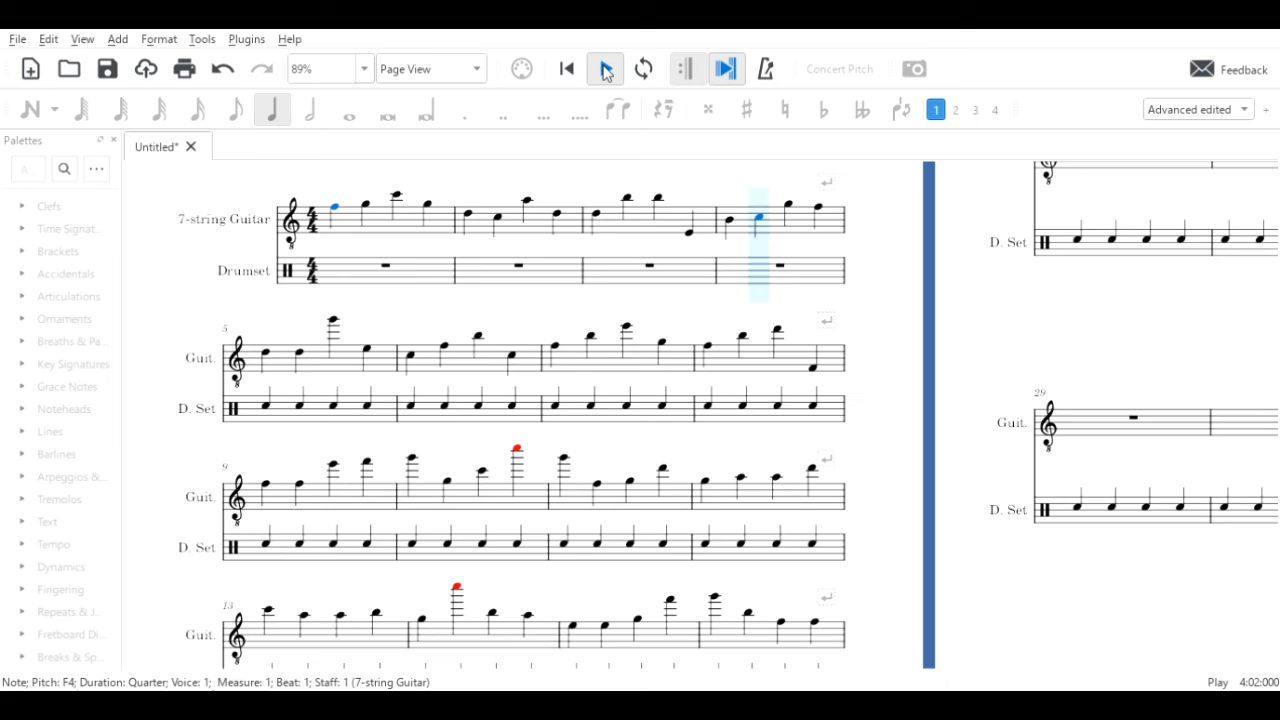 File Edit View Add Format Tools Plugins Help
89% Page View Concert Pitch Feedback
1 2 3 4 Advanced edited +
Palettes
Untitled*
A...
Clefs
Time Signat...
Brackets
Accidentals
Articulations
Ornaments
Breaths & Pa...
Key Signatures
Grace Notes
Noteheads
Lines
Barlines
Arpeggios &...
Tremolos
Text
Tempo
Dynamics
Fingering
Repeats & J...
Fretboard Di...
Breaks & Sp...
7-string Guitar
4
4
Drumset
4
4
5
Guit.
D. Set
9
Guit.
D. Set
13
Guit.
D. Set
29
Guit.
D. Set
Note; Pitch: F4; Duration: Quarter; Voice: 1; Measure: 1; Beat: 1; Staff: 1 (7-string Guitar)
Play 4:02:000